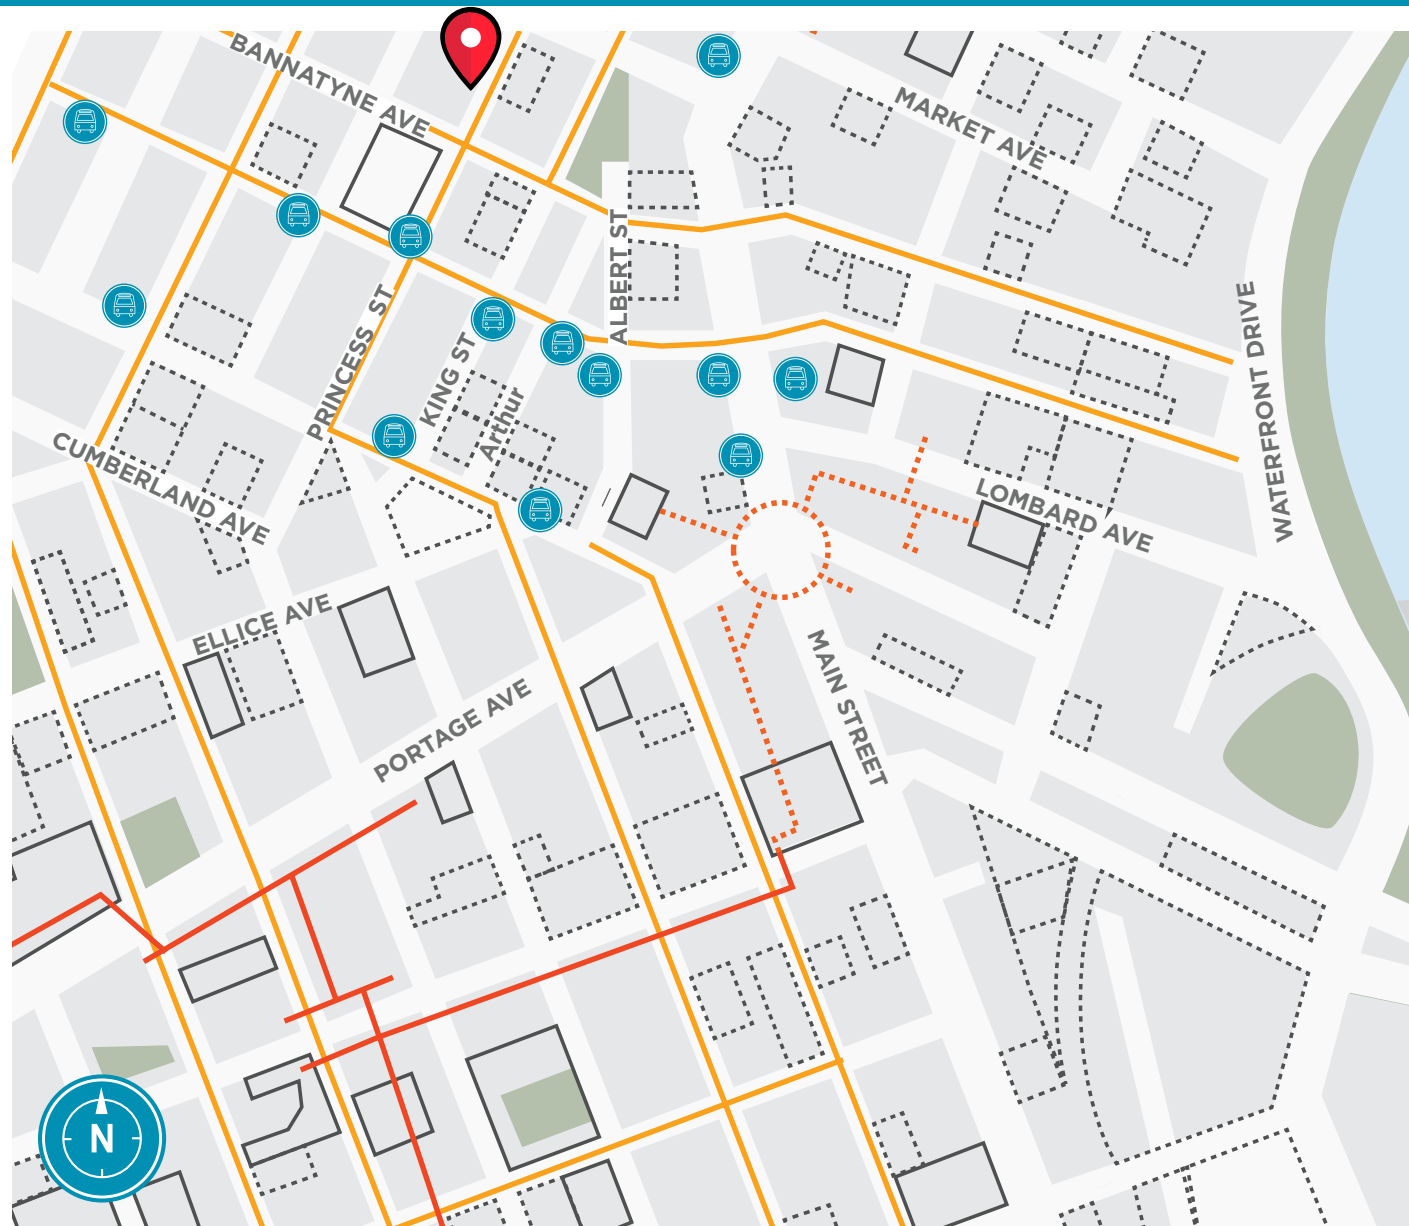 BANNATYNE AVE
MARKET AVE
ALBERT ST
PRINCESS ST
KING ST
Arthur
WATERFRONT DRIVE
CUMBERLAND AVE
LOMBARD AVE
ELLICE AVE
PORTAGE AVE
MAIN STREET
N